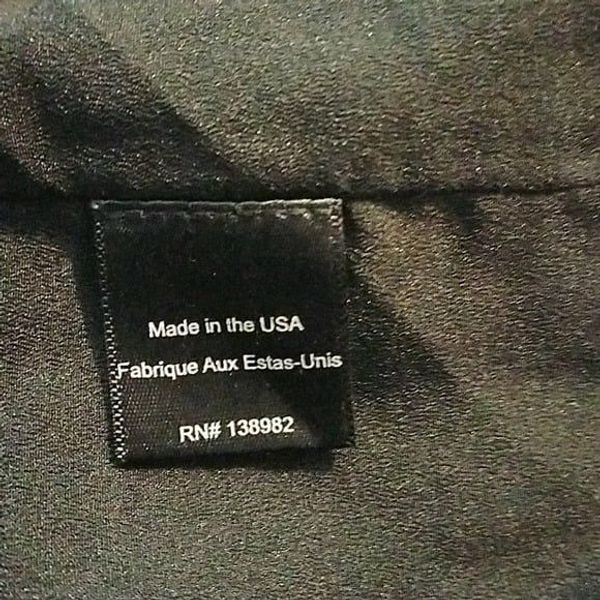 Made in the USA
Fabrique Aux Estas-Unis
RN# 138982